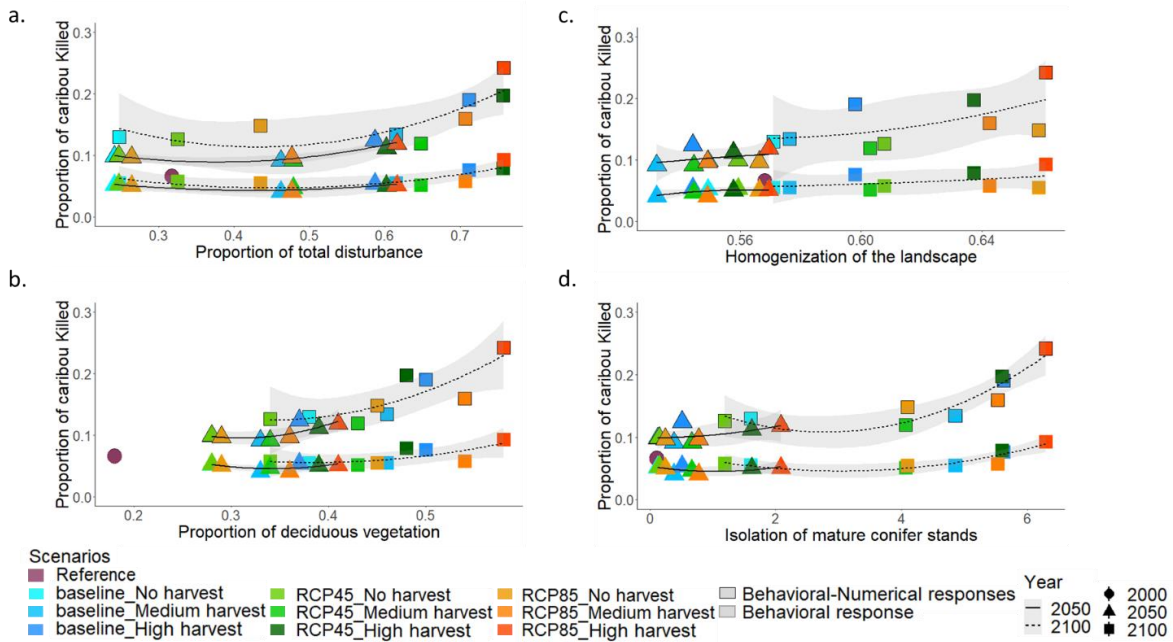 a.
Proportion of caribou Killed
0.3
0.2
0.1
0.0
0.3 0.4 0.5 0.6 0.7
Proportion of total disturbance
c.
Proportion of caribou Killed
0.3
0.2
0.1
0.0
0.56 0.60 0.64
Homogenization of the landscape
b.
Proportion of caribou Killed
0.3
0.2
0.1
0.0
0.2 0.3 0.4 0.5
Proportion of deciduous vegetation
d.
Proportion of caribou Killed
0.3
0.2
0.1
0.0
0 2 4 6
Isolation of mature conifer stands
Scenarios
Reference
baseline_No harvest
baseline_Medium harvest
baseline_High harvest
RCP45_No harvest
RCP45_Medium harvest
RCP45_High harvest
RCP85_No harvest
RCP85_Medium harvest
RCP85_High harvest
Behavioral-Numerical responses
Behavioral response
Year
2050
2100
2000
2050
2100